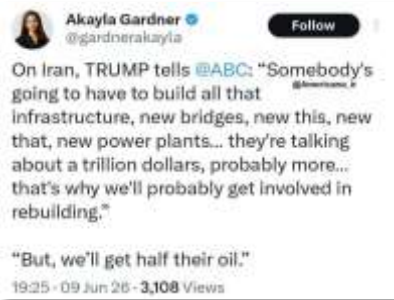 Akayla Gardner
@gardnerakayla
Follow
On Iran, TRUMP tells @ABC: “Somebody's
going to have to build all that
infrastructure, new bridges, new this, new
that, new power plants... they're talking
about a trillion dollars, probably more...
that's why we'll probably get involved in
rebuilding.”
“But, we'll get half their oil.”
19:25 - 09 Jun 26 - 3,108 Views